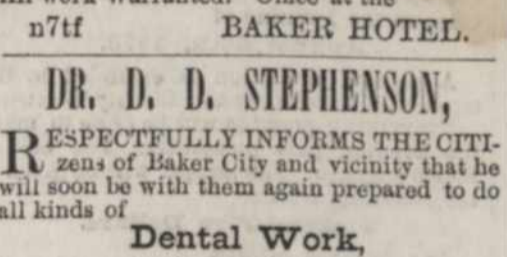 n7tf BAKER HOTEL.
DR. D. D. STEPHENSON,
RESPECTFULLY INFORMS THE CITI-
zens of Baker City and vicinity that he
will soon be with them again prepared to do
all kinds of
Dental Work,